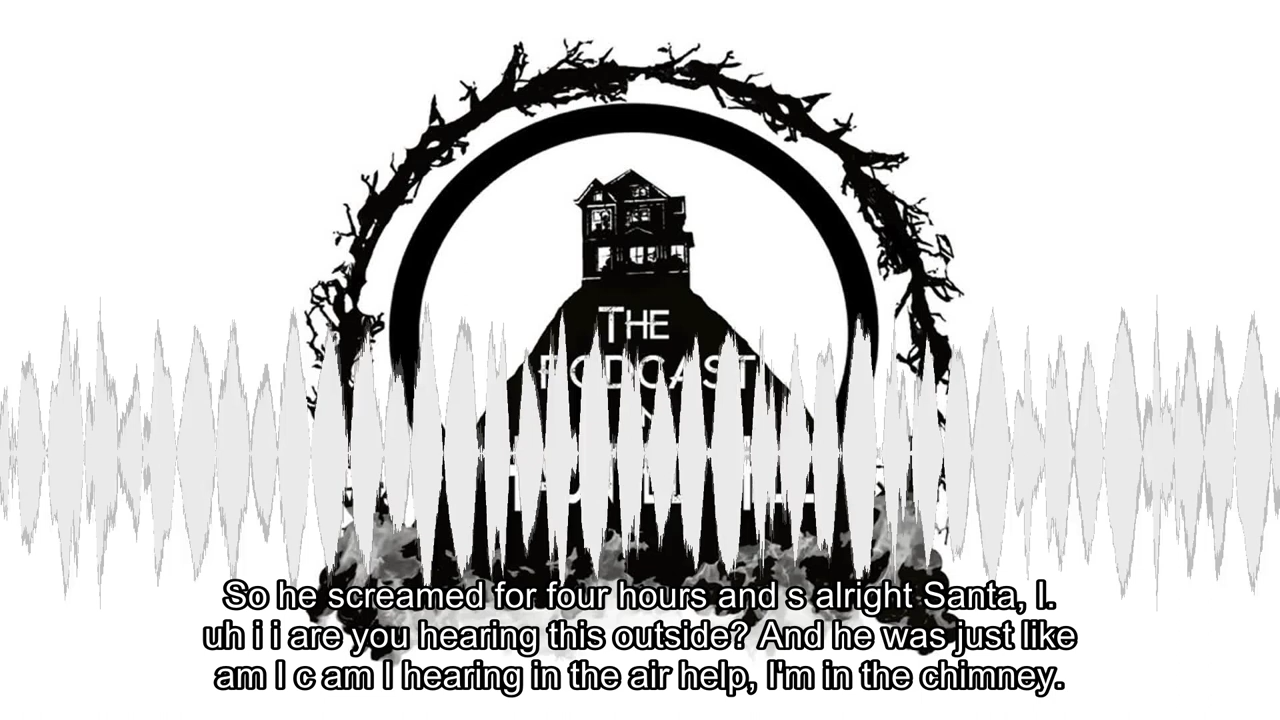 THE
PODCAST
So he screamed for four hours and s alright Santa, I.
uh i i are you hearing this outside? And he was just like
am I c am I hearing in the air help, I'm in the chimney.